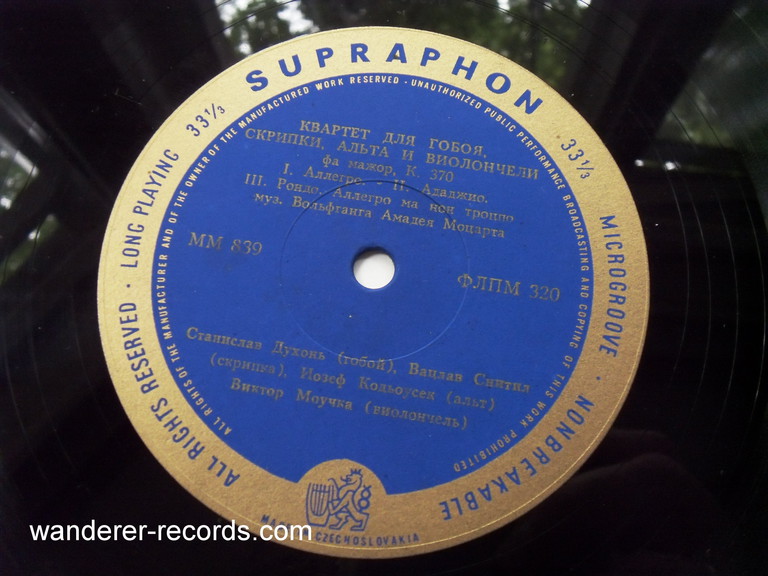 SUPRAPHON
33⅓
33⅓
LONG PLAYING
ALL RIGHTS RESERVED
MICROGROOVE · NONBREAKABLE
ALL RIGHTS OF THE MANUFACTURER AND OF THE OWNER OF THE MANUFACTURED WORK RESERVED · UNAUTHORIZED PUBLIC PERFORMANCE BROADCASTING AND COPYING OF THIS WORK PROHIBITED
КВАРТЕТ ДЛЯ ГОБОЯ,
СКРИПКИ, АЛЬТА И ВИОЛОНЧЕЛИ
фа мажор, К. 370
I. Аллегро. II. Ададжио.
III. Рондо. Аллегро ма нон троппо
муз. Вольфганга Амадея Моцарта
ММ 839
ФЛПМ 320
Станислав Духонь (гобой), Вацлав Снитил
(скрипка), Иозеф Кодьоусек (альт)
Виктор Моучка (виолончель)
CZECHOSLOVAKIA
wanderer-records.com